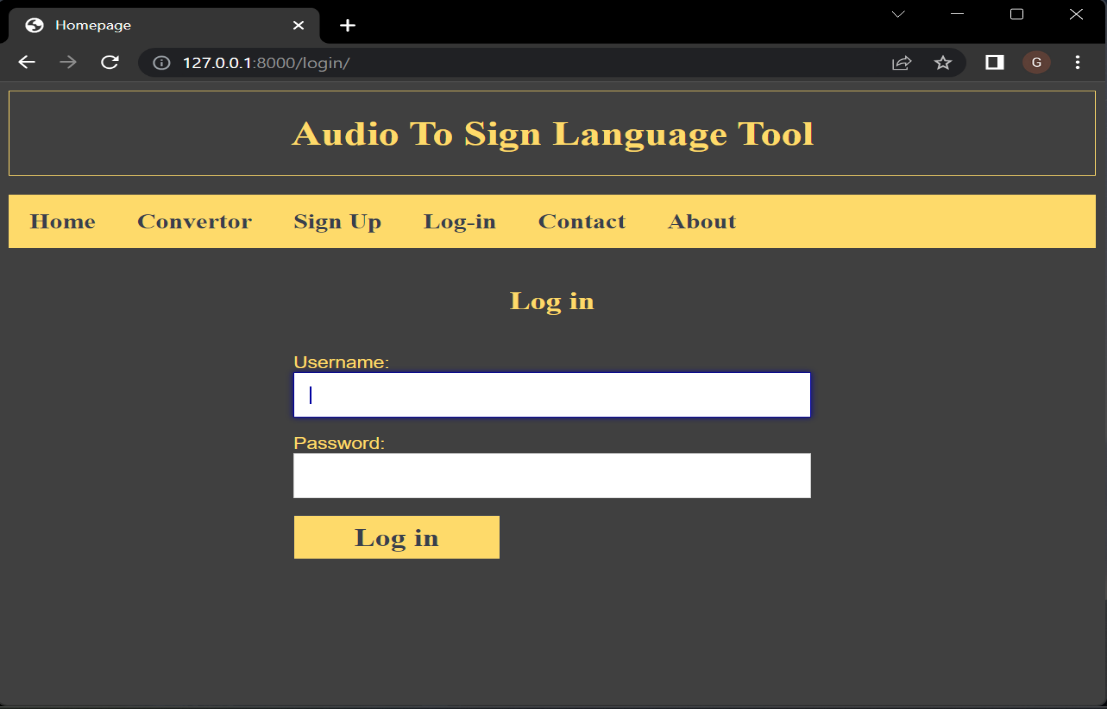 Homepage
127.0.0.1:8000/login/
G
Audio To Sign Language Tool
Home Convertor Sign Up Log-in Contact About
Log in
Username:
Password:
Log in